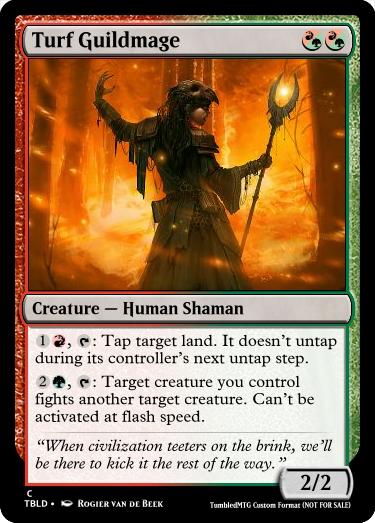 Turf Guildmage
Creature — Human Shaman
1 , : Tap target land. It doesn't untap
during its controller's next untap step.
2 , : Target creature you control
fights another target creature. Can't be
activated at flash speed.
“When civilization teeters on the brink, we’ll
be there to kick it the rest of the way.”
2/2
C
TBLD • Rogier van de Beek
TumbledMTG Custom Format (NOT FOR SALE)